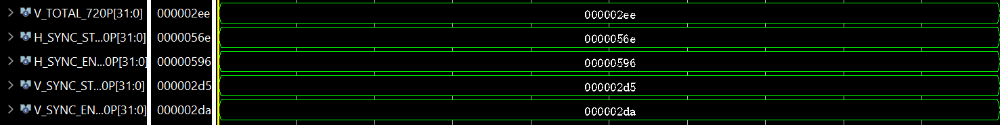 V_TOTAL_720P[31:0] 000002ee 000002ee
H_SYNC_ST...0P[31:0] 0000056e 0000056e
H_SYNC_EN...0P[31:0] 00000596 00000596
V_SYNC_ST...0P[31:0] 000002d5 000002d5
V_SYNC_EN...0P[31:0] 000002da 000002da